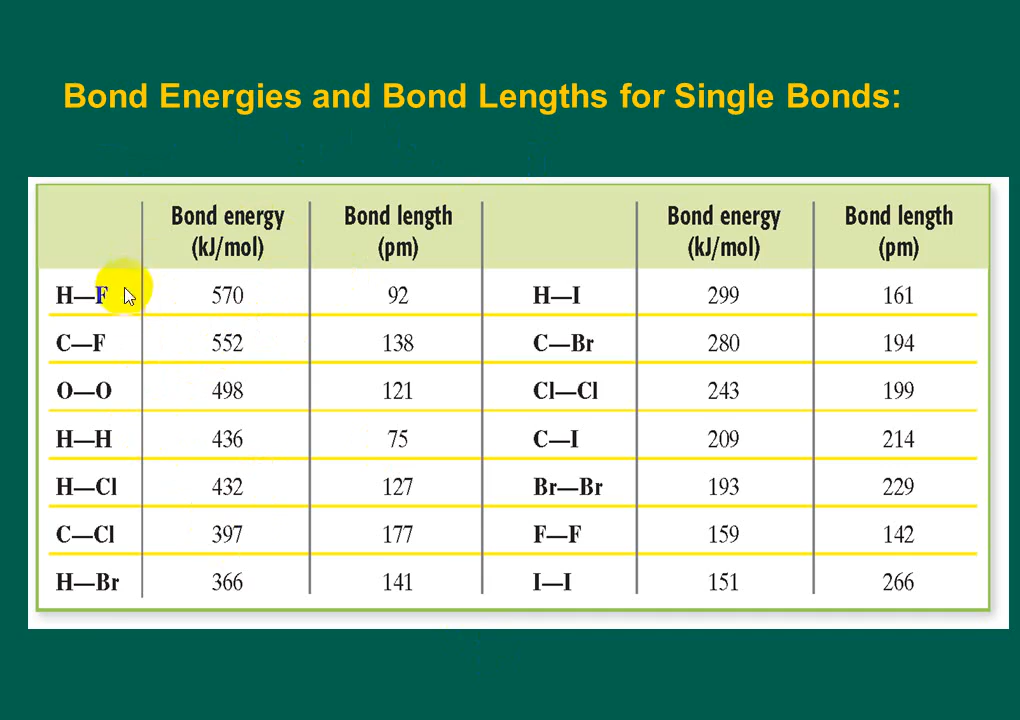 Bond Energies and Bond Lengths for Single Bonds:
Bond energy (kJ/mol) Bond length (pm) Bond energy (kJ/mol) Bond length (pm)
H—F 570 92 H—I 299 161
C—F 552 138 C—Br 280 194
O—O 498 121 Cl—Cl 243 199
H—H 436 75 C—I 209 214
H—Cl 432 127 Br—Br 193 229
C—Cl 397 177 F—F 159 142
H—Br 366 141 I—I 151 266